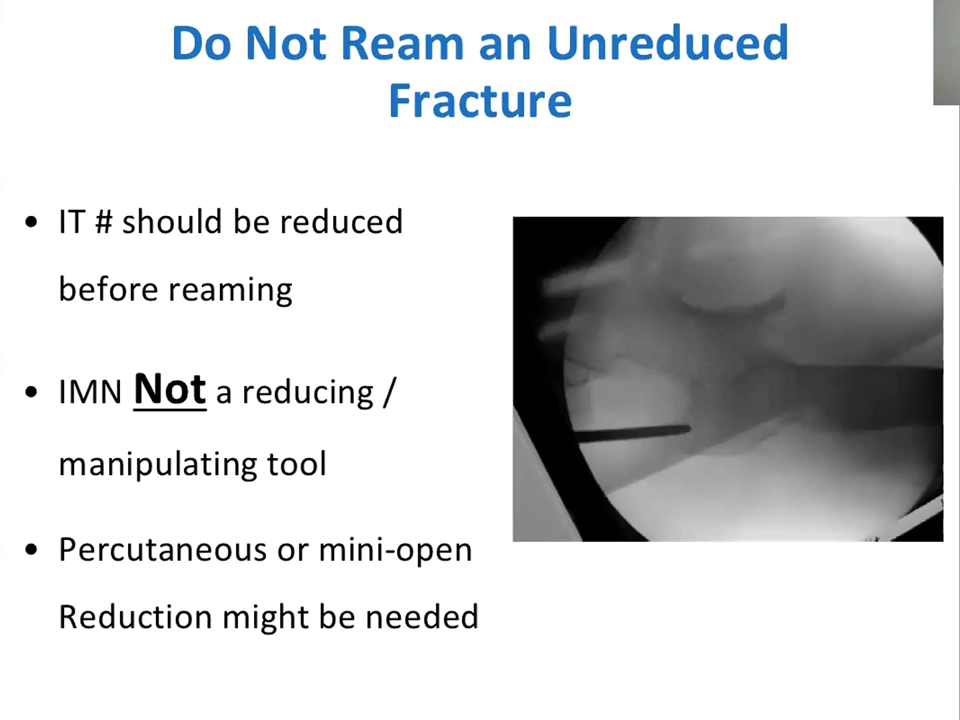 Do Not Ream an Unreduced
Fracture
• IT # should be reduced
before reaming
• IMN Not a reducing /
manipulating tool
• Percutaneous or mini-open
Reduction might be needed